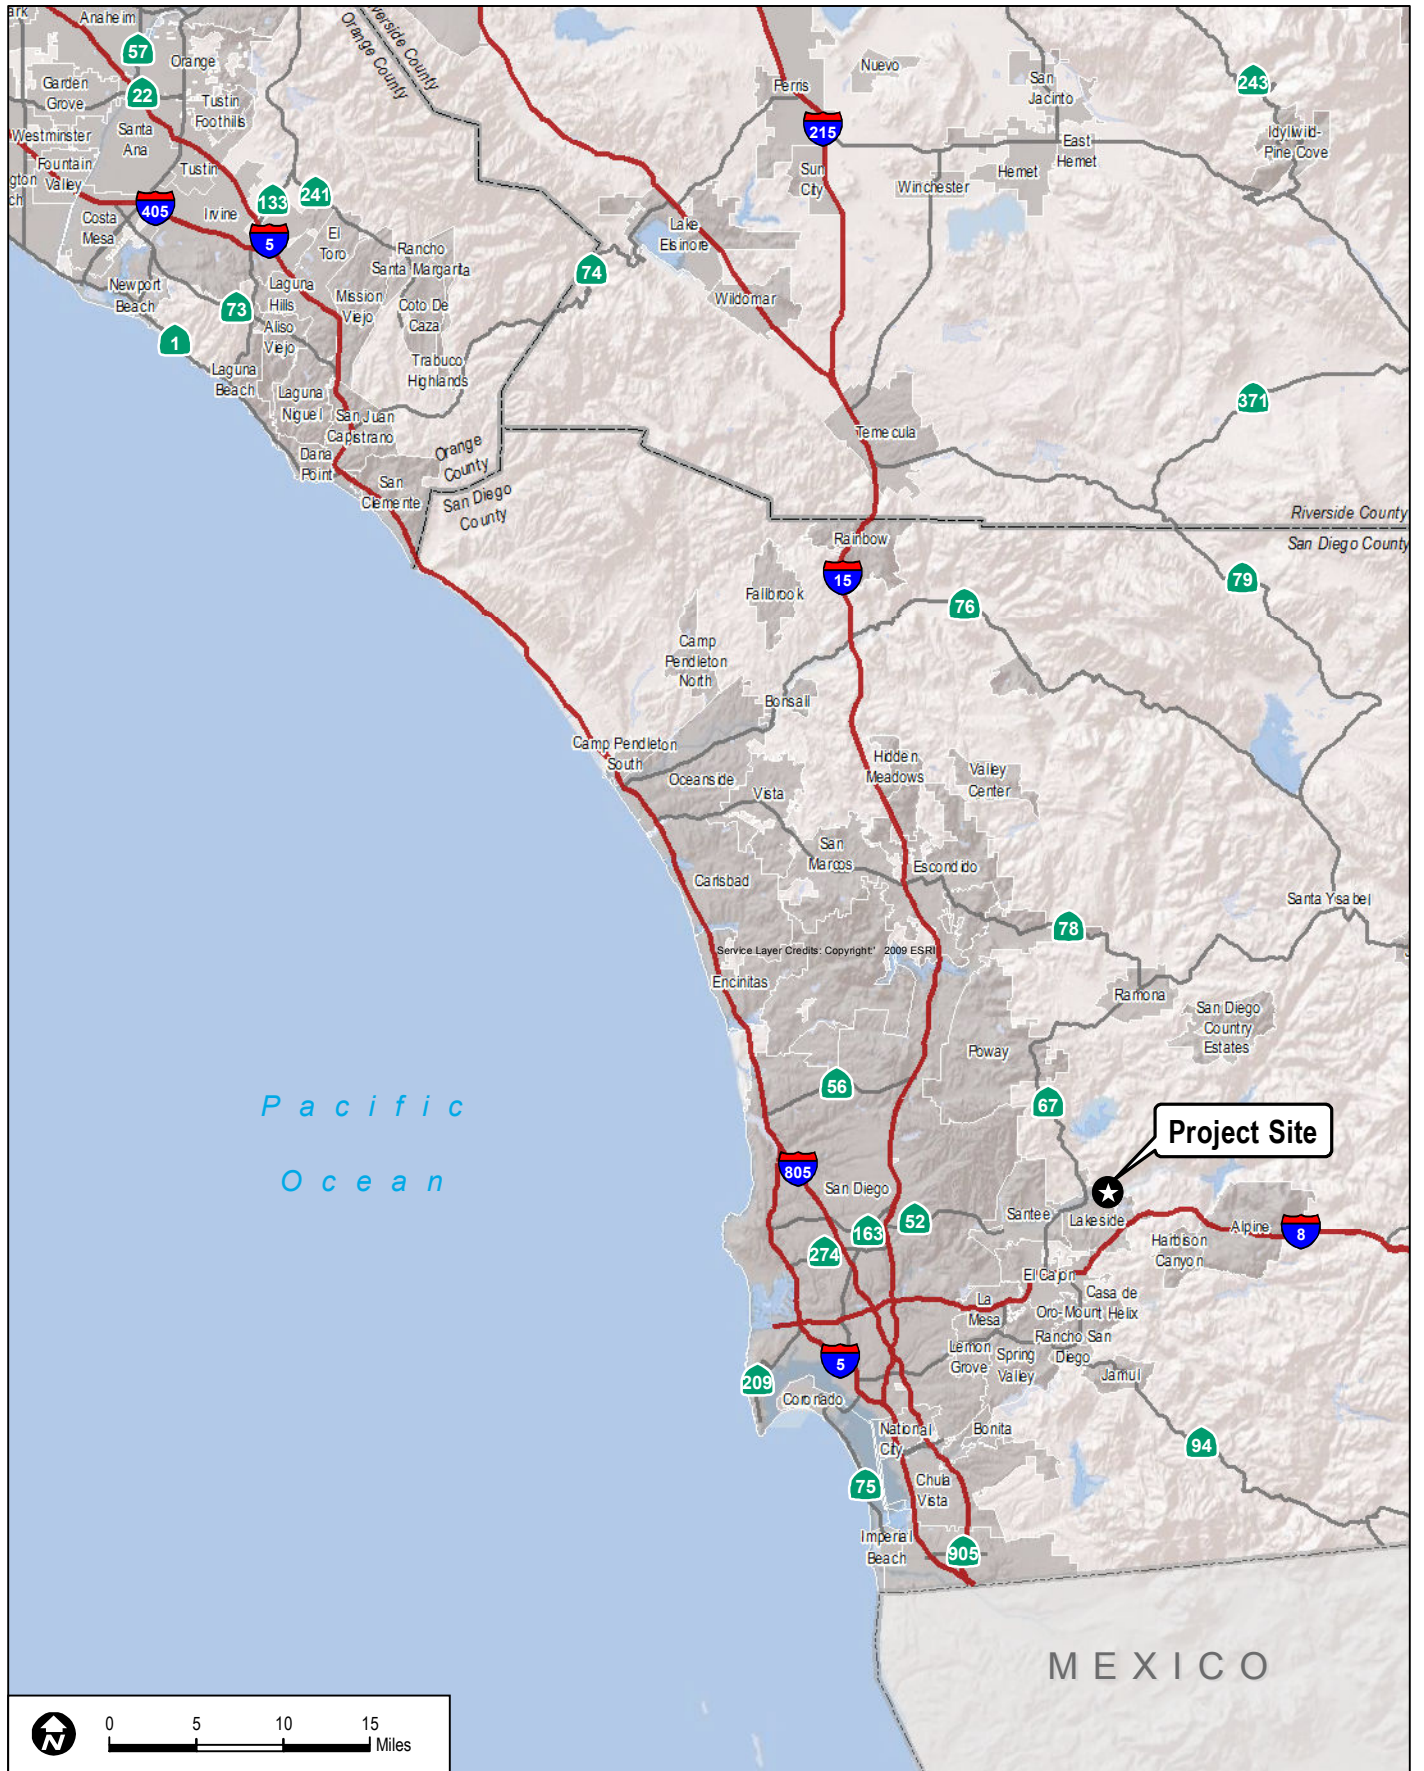 ark
Anaheim
57
Orange
Garden
Grove
22
Tustin
Foothills
Westminster
Santa
Ana
Fountain
Valley
Tustin
gton
ch
405
133
241
Costa
Mesa
Irvine
5
El
Toro
Rancho
Santa Margarita
Newport
Beach
73
Laguna
Hills
Mission
Viejo
Coto De
Caza
Aliso
Viejo
1
Laguna
Beach
Trabuco
Highlands
Laguna
Niguel
San Juan
Capistrano
Dana
Point
San
Clemente
Orange
County
San Diego
County
verside County
Orange County
74
Perris
Nuevo
215
Sun
City
San
Jacinto
243
Idyllwild-
Pine Cove
East
Hemet
Hemet
Winchester
Lake
Elsinore
Wildomar
371
Temecula
Riverside County
San Diego County
Rainbow
15
79
Fallbrook
76
Camp
Pendleton
North
Bonsall
Camp Pendleton
South
Oceanside
Vista
Hidden
Meadows
Valley
Center
San
Marcos
Escondido
Carlsbad
Santa Ysabel
78
Service Layer Credits: Copyright:' 2009 ESRI
Encinitas
Ramona
San Diego
Country
Estates
Poway
56
67
Project Site
Pacific
Ocean
805
San Diego
Santee
Lakeside
52
163
274
Alpine
8
Harbison
Canyon
El Cajon
La
Mesa
Casa de
Oro-Mount Helix
Rancho San
Diego
Lemon
Grove
Spring
Valley
Jamul
5
209
Coronado
National
City
Bonita
94
75
Chula
Vista
Imperial
Beach
905
MEXICO
N
0 5 10 15
Miles